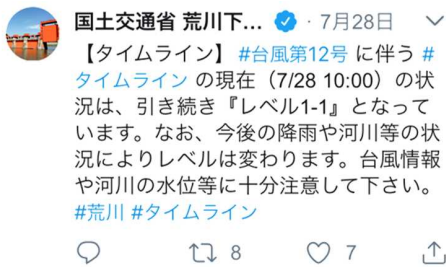 国土交通省 荒川下... · 7月28日
【タイムライン】 #台風第12号 に伴う #
タイムライン の現在（7/28 10:00）の状
況は、引き続き『レベル1-1』となって
います。なお、今後の降雨や河川等の状
況によりレベルは変わります。台風情報
や河川の水位等に十分注意して下さい。
#荒川 #タイムライン
8 7